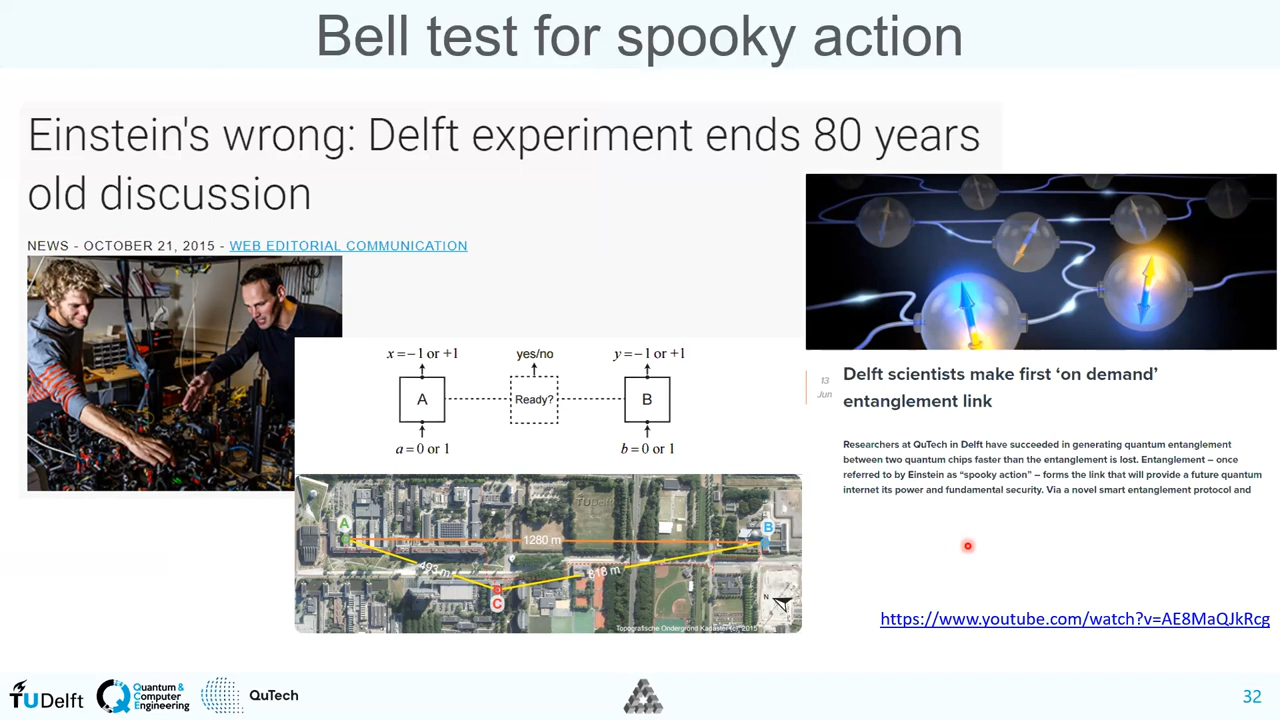 Bell test for spooky action
Einstein's wrong: Delft experiment ends 80 years
old discussion
NEWS - OCTOBER 21, 2015 - WEB EDITORIAL COMMUNICATION
x = −1 or +1
yes/no
y = −1 or +1
A
Ready?
B
a = 0 or 1
b = 0 or 1
TUDelft
A
B
1280 m
493 m
818 m
C
N
Topografische Ondergrond Kadaster (c) 2015
13
Jun
Delft scientists make first ‘on demand’
entanglement link
Researchers at QuTech in Delft have succeeded in generating quantum entanglement
between two quantum chips faster than the entanglement is lost. Entanglement – once
referred to by Einstein as “spooky action” – forms the link that will provide a future quantum
internet its power and fundamental security. Via a novel smart entanglement protocol and
https://www.youtube.com/watch?v=AE8MaQJkRcg
TUDelft
Quantum &
Computer
Engineering
QuTech
32